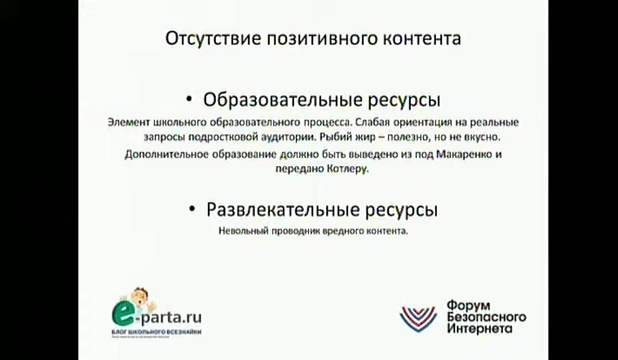 Отсутствие позитивного контента
• Образовательные ресурсы
Элемент школьного образовательного процесса. Слабая ориентация на реальные
запросы подростковой аудитории. Рыбий жир – полезно, но не вкусно.
Дополнительное образование должно быть выведено из под Макаренко и
передано Котлеру.
• Развлекательные ресурсы
Невольный проводник вредного контента.
e-parta.ru
БЛОГ ШКОЛЬНОГО ВСЕЗНАЙКИ
Форум
Безопасного
Интернета